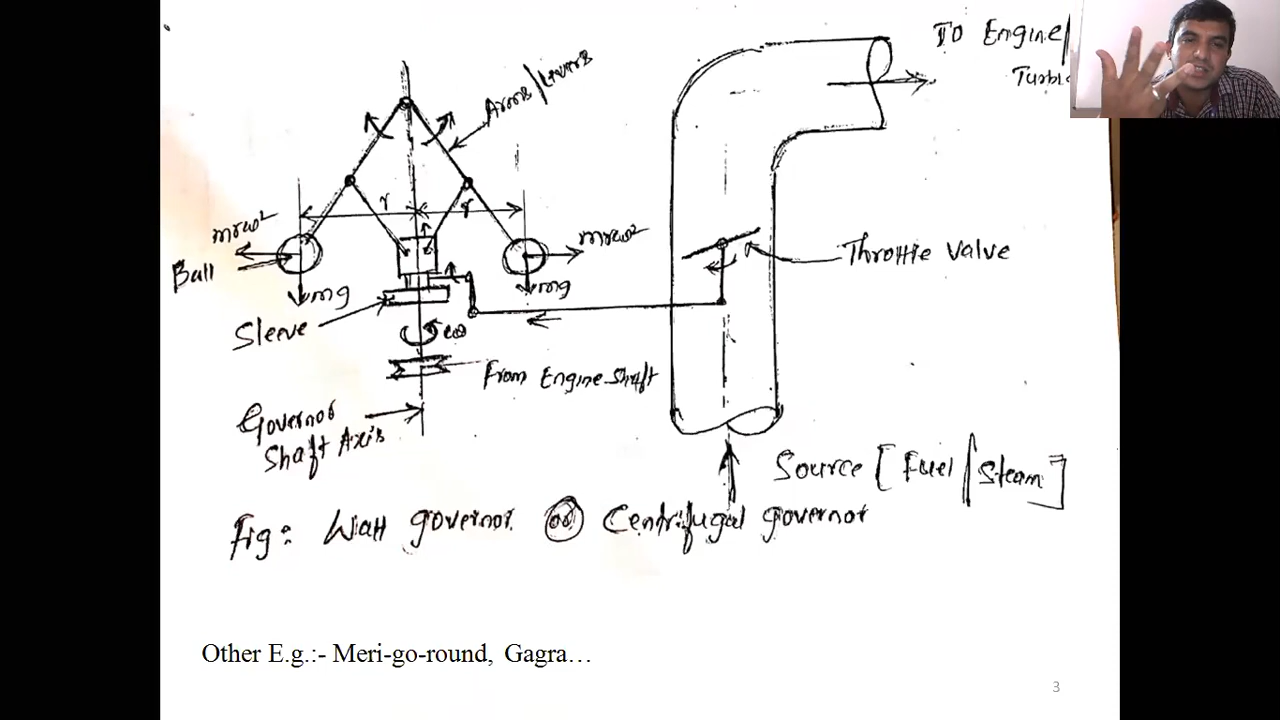 To Engine/
Turbi
Arms/Levers
r
r
mrω²
mrω²
Ball
Throttle Valve
mg
mg
Sleeve
ω
From Engine shaft
Governor
Shaft Axis
Source [Fuel/Steam]
Fig: Watt governor or Centrifugal governor
Other E.g.:- Meri-go-round, Gagra…
3